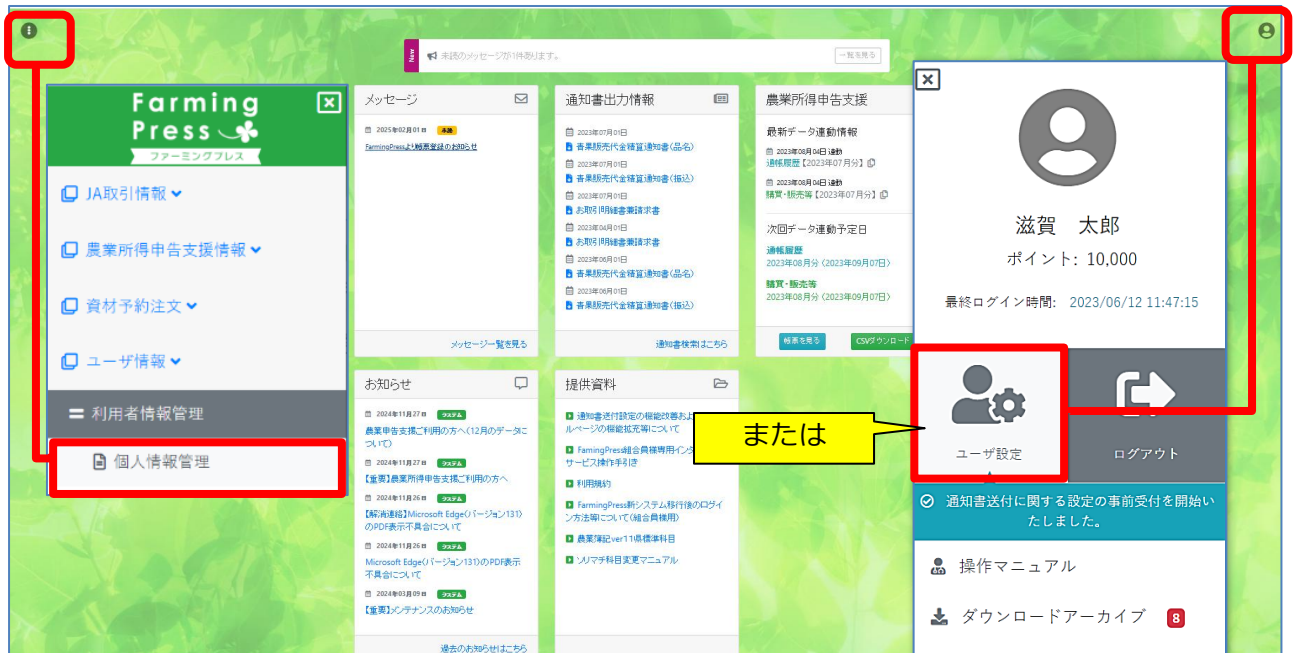 New
未読のメッセージが1件あります。
一覧を見る
Farming
Press
ファーミングプレス
JA取引情報
農業所得申告支援情報
資材予約注文
ユーザ情報
利用者情報管理
個人情報管理
メッセージ
2025年02月01日 未読
FarmingPressより帳票登録のお知らせ
メッセージ一覧を見る
通知書出力情報
2023年07月01日
青果販売代金精算通知書(品名)
2023年07月01日
青果販売代金精算通知書(振込)
2023年07月01日
お取引明細書兼請求書
2023年04月01日
お取引明細書兼請求書
2023年06月01日
青果販売代金精算通知書(品名)
2023年06月01日
青果販売代金精算通知書(振込)
通知書検索はこちら
農業所得申告支援
最新データ連動情報
2023年08月04日 連動
通帳履歴【2023年07月分】
2023年08月04日 連動
購買・販売等【2023年07月分】
次回データ連動予定日
通帳履歴
2023年08月分（2023年09月07日）
購買・販売等
2023年08月分（2023年09月07日）
帳票を見る
CSVダウンロード
お知らせ
2024年11月27日 システム
農業申告支援ご利用の方へ(12月のデータに
ついて)
2024年11月27日 システム
【重要】農業所得申告支援ご利用の方へ
2024年11月26日 システム
【解消連絡】Microsoft Edge(バージョン131)
のPDF表示不具合について
2024年11月26日 システム
Microsoft Edge(バージョン131)のPDF表示
不具合について
2024年03月09日 システム
【重要】メンテナンスのお知らせ
過去のお知らせはこちら
提供資料
通知書送付設定の機能改善およ
ルページの機能拡充等について
FamingPress組合員様専用インタ
サービス操作手引き
利用規約
FarmingPress新システム移行後のログイ
ン方法等について(組合員様用)
農業簿記ver11県標準科目
ソリマチ科目変更マニュアル
または
滋賀　太郎
ポイント: 10,000
最終ログイン時間: 2023/06/12 11:47:15
ユーザ設定
ログアウト
通知書送付に関する設定の事前受付を開始い
たしました。
操作マニュアル
ダウンロードアーカイブ 8